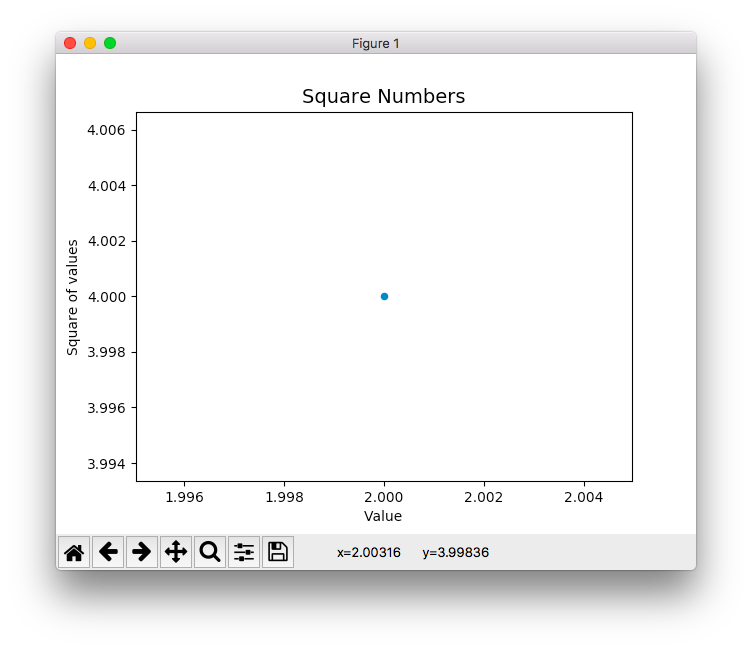 Figure 1
Square Numbers
4.006
4.004
4.002
4.000
3.998
3.996
3.994
Square of values
1.996 1.998 2.000 2.002 2.004
Value
x=2.00316 y=3.99836